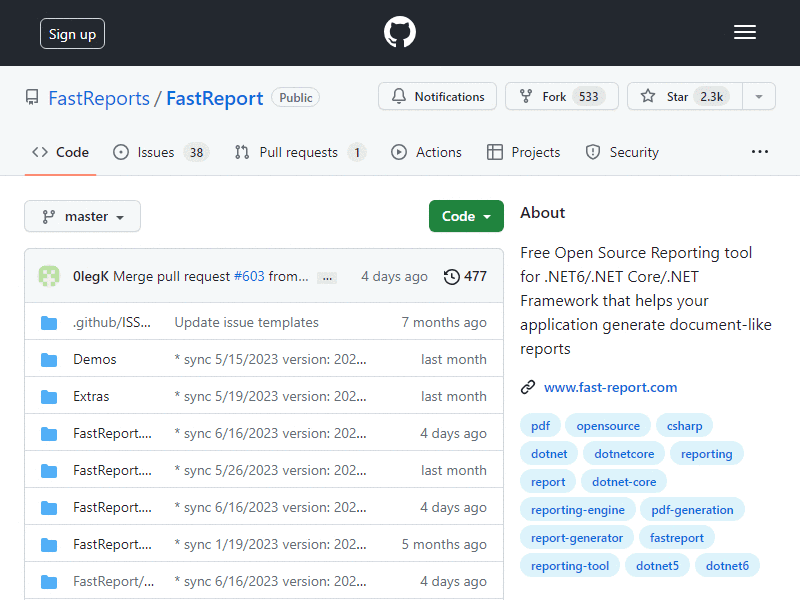 Sign up
FastReports / FastReport Public
Notifications
Fork 533
Star 2.3k
Code
Issues 38
Pull requests 1
Actions
Projects
Security
master
Code
0legK Merge pull request #603 from... ... 4 days ago 477
.github/ISS... Update issue templates 7 months ago
Demos * sync 5/15/2023 version: 202... last month
Extras * sync 5/19/2023 version: 202... last month
FastReport.... * sync 6/16/2023 version: 202... 4 days ago
FastReport.... * sync 5/26/2023 version: 202... last month
FastReport.... * sync 6/16/2023 version: 202... 4 days ago
FastReport.... * sync 1/19/2023 version: 202... 5 months ago
FastReport/... * sync 6/16/2023 version: 202... 4 days ago
About
Free Open Source Reporting tool
for .NET6/.NET Core/.NET
Framework that helps your
application generate document-like
reports
www.fast-report.com
pdf opensource csharp
dotnet dotnetcore reporting
report dotnet-core
reporting-engine pdf-generation
report-generator fastreport
reporting-tool dotnet5 dotnet6